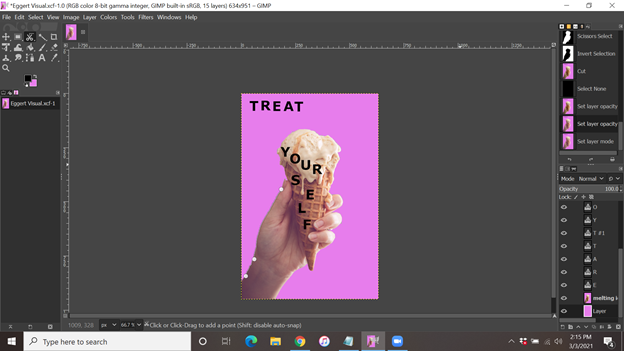 *Eggert Visual.xcf-1.0 (RGB color 8-bit gamma integer, GIMP built-in sRGB, 15 layers) 634x951 – GIMP
File Edit Select View Image Layer Colors Tools Filters Windows Help
Eggert Visual.xcf-1
TREAT
YOUR
SELF
Scissors Select
Invert Selection
Cut
Select None
Set layer opacity
Set layer opacity
Set layer mode
Mode Normal
Opacity 100.0
Lock:
O
Y
T #1
T
A
R
E
melting i
Layer
1009, 328 px 66.7 % Click or Click-Drag to add a point (Shift: disable auto-snap)
Type here to search
2:15 PM
3/3/2021